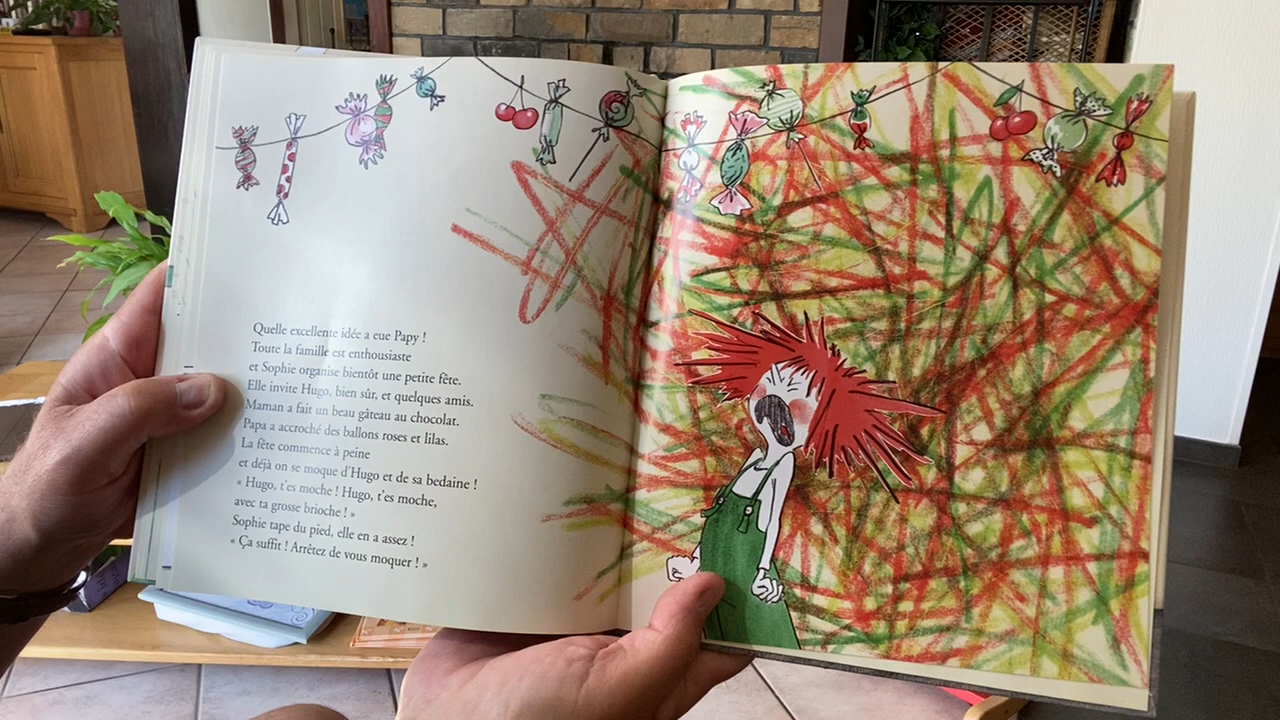 Quelle excellente idée a eue Papy !
Toute la famille est enthousiaste
et Sophie organise bientôt une petite fête.
Elle invite Hugo, bien sûr, et quelques amis.
Maman a fait un beau gâteau au chocolat.
Papa a accroché des ballons roses et lilas.
La fête commence à peine
et déjà on se moque d'Hugo et de sa bedaine !
« Hugo, t'es moche ! Hugo, t'es moche,
avec ta grosse brioche ! »
Sophie tape du pied, elle en a assez !
« Ça suffit ! Arrêtez de vous moquer ! »